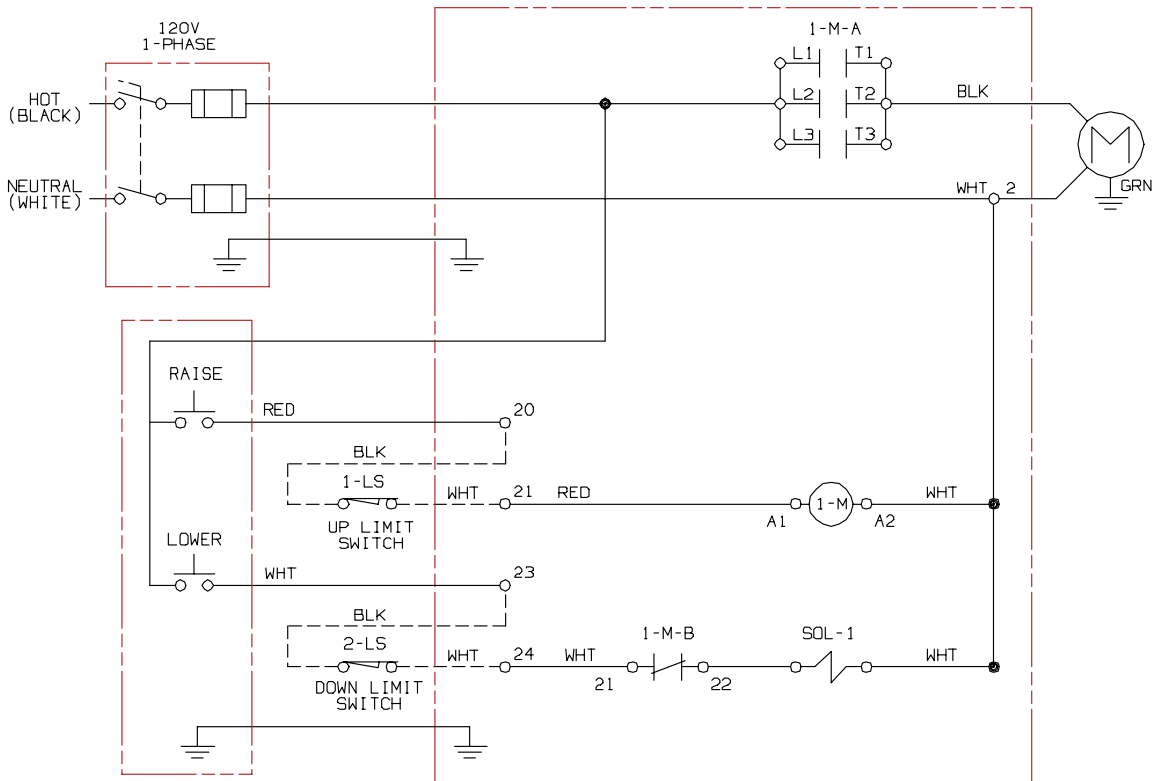 120V
1-PHASE
1-M-A
L1 T1
HOT
(BLACK)
L2 T2
BLK
L3 T3
M
NEUTRAL
(WHITE)
WHT 2
GRN
RAISE
RED
20
BLK
1-LS
WHT
21
RED
A1
1-M
A2
WHT
UP LIMIT
SWITCH
LOWER
WHT
23
BLK
2-LS
WHT
24
WHT
21
1-M-B
22
SOL-1
WHT
DOWN LIMIT
SWITCH